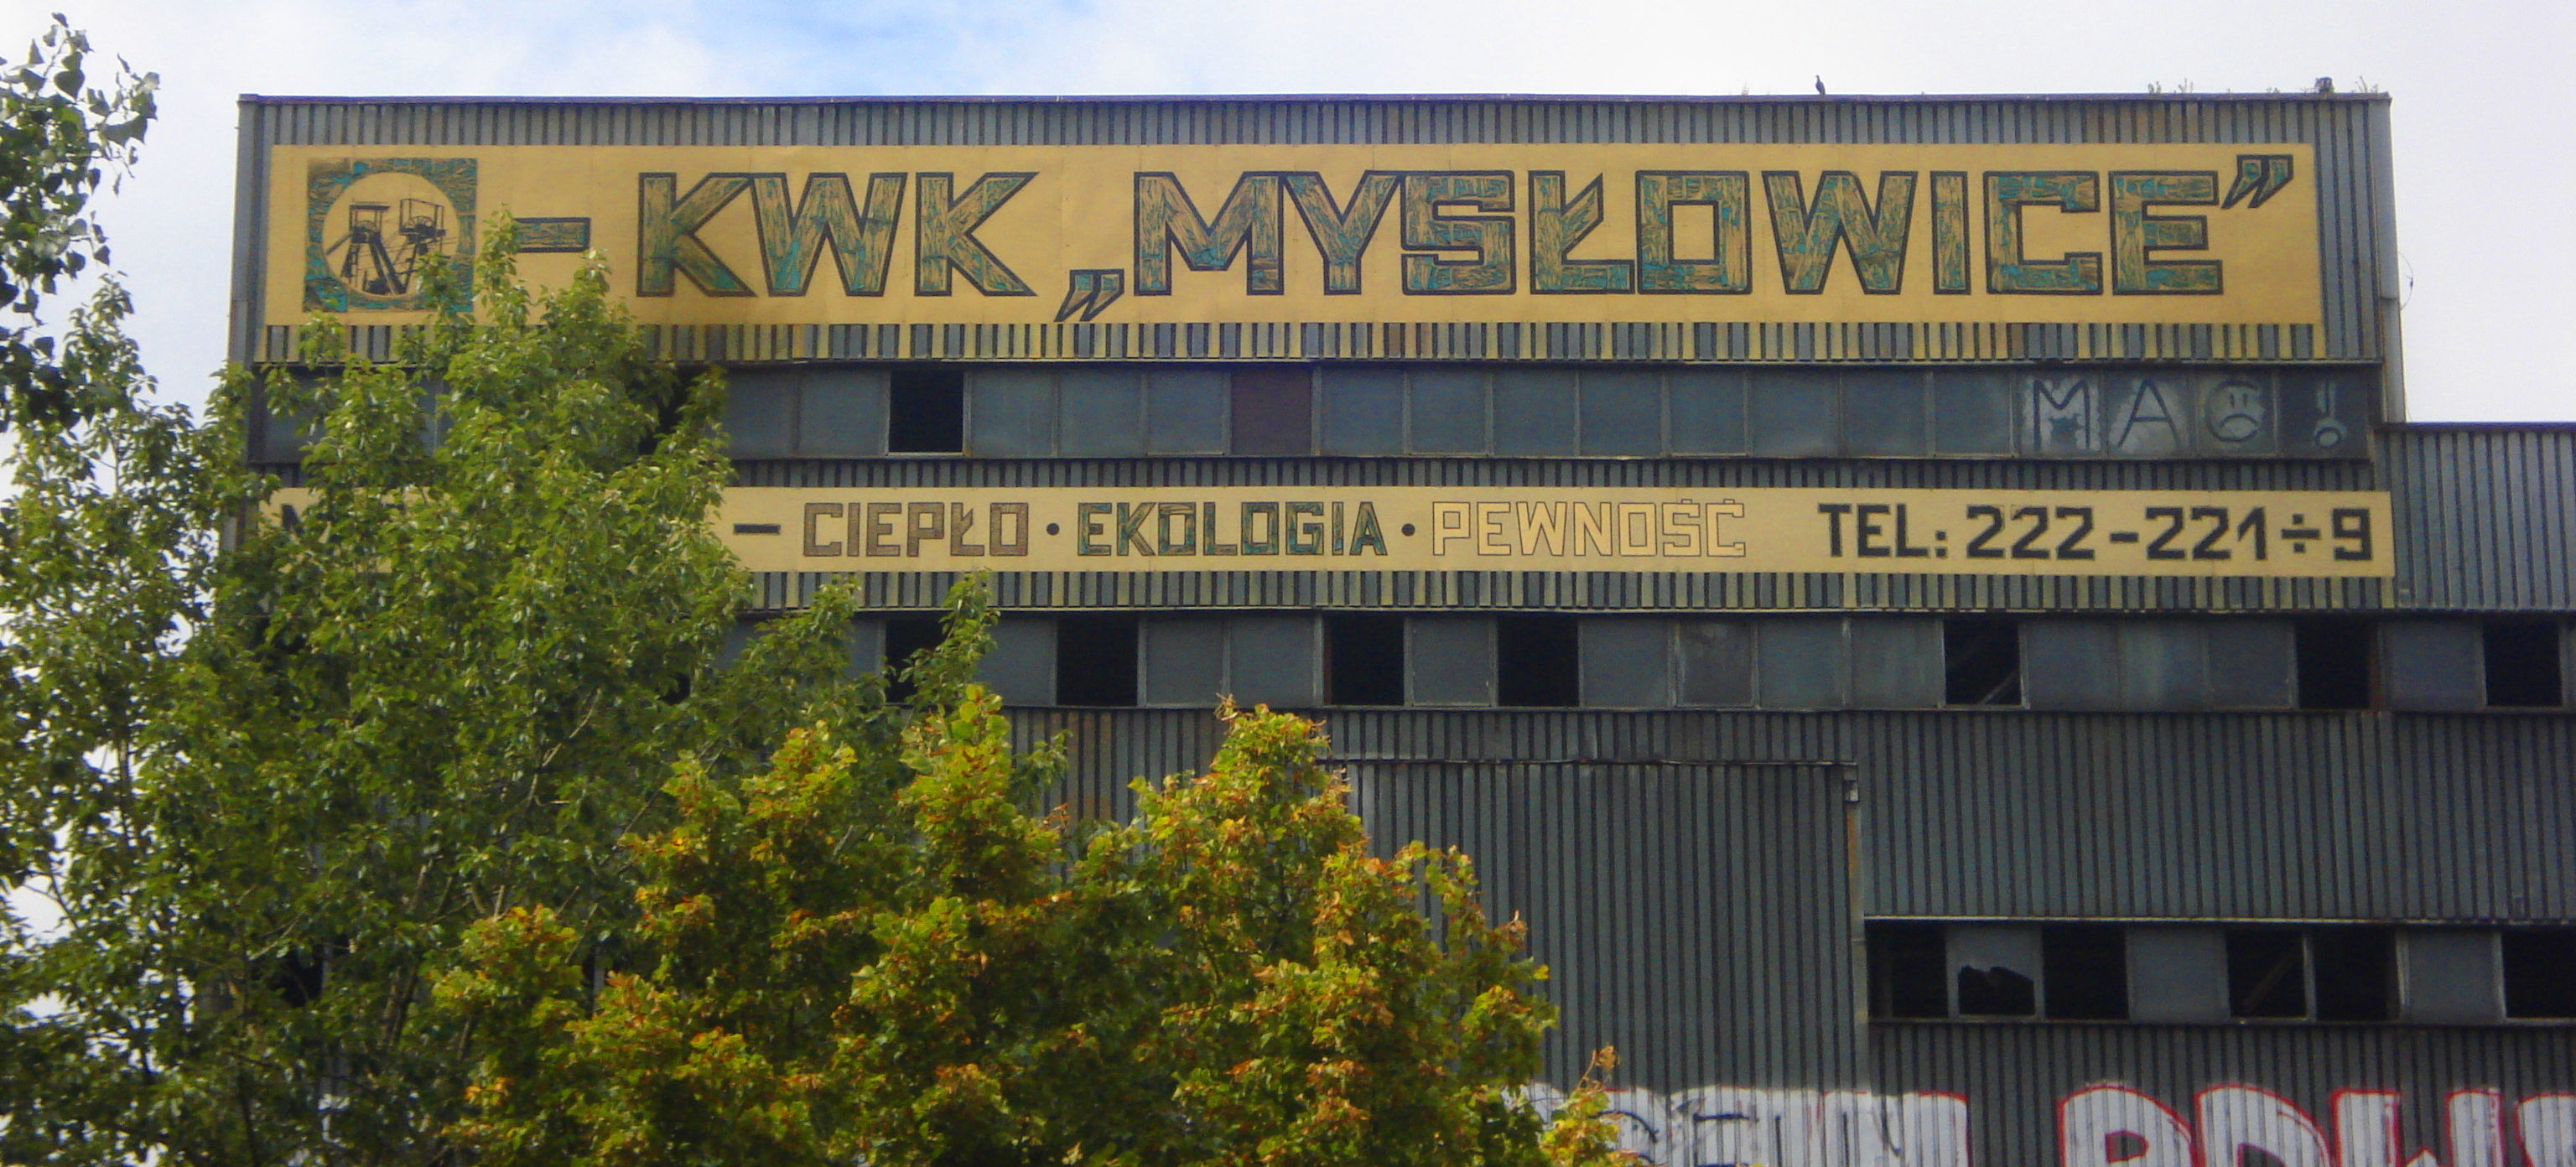 – KWK „MYSŁOWICE”
MAC !
– CIEPŁO • EKOLOGIA • PEWNOŚĆ TEL: 222-221÷9